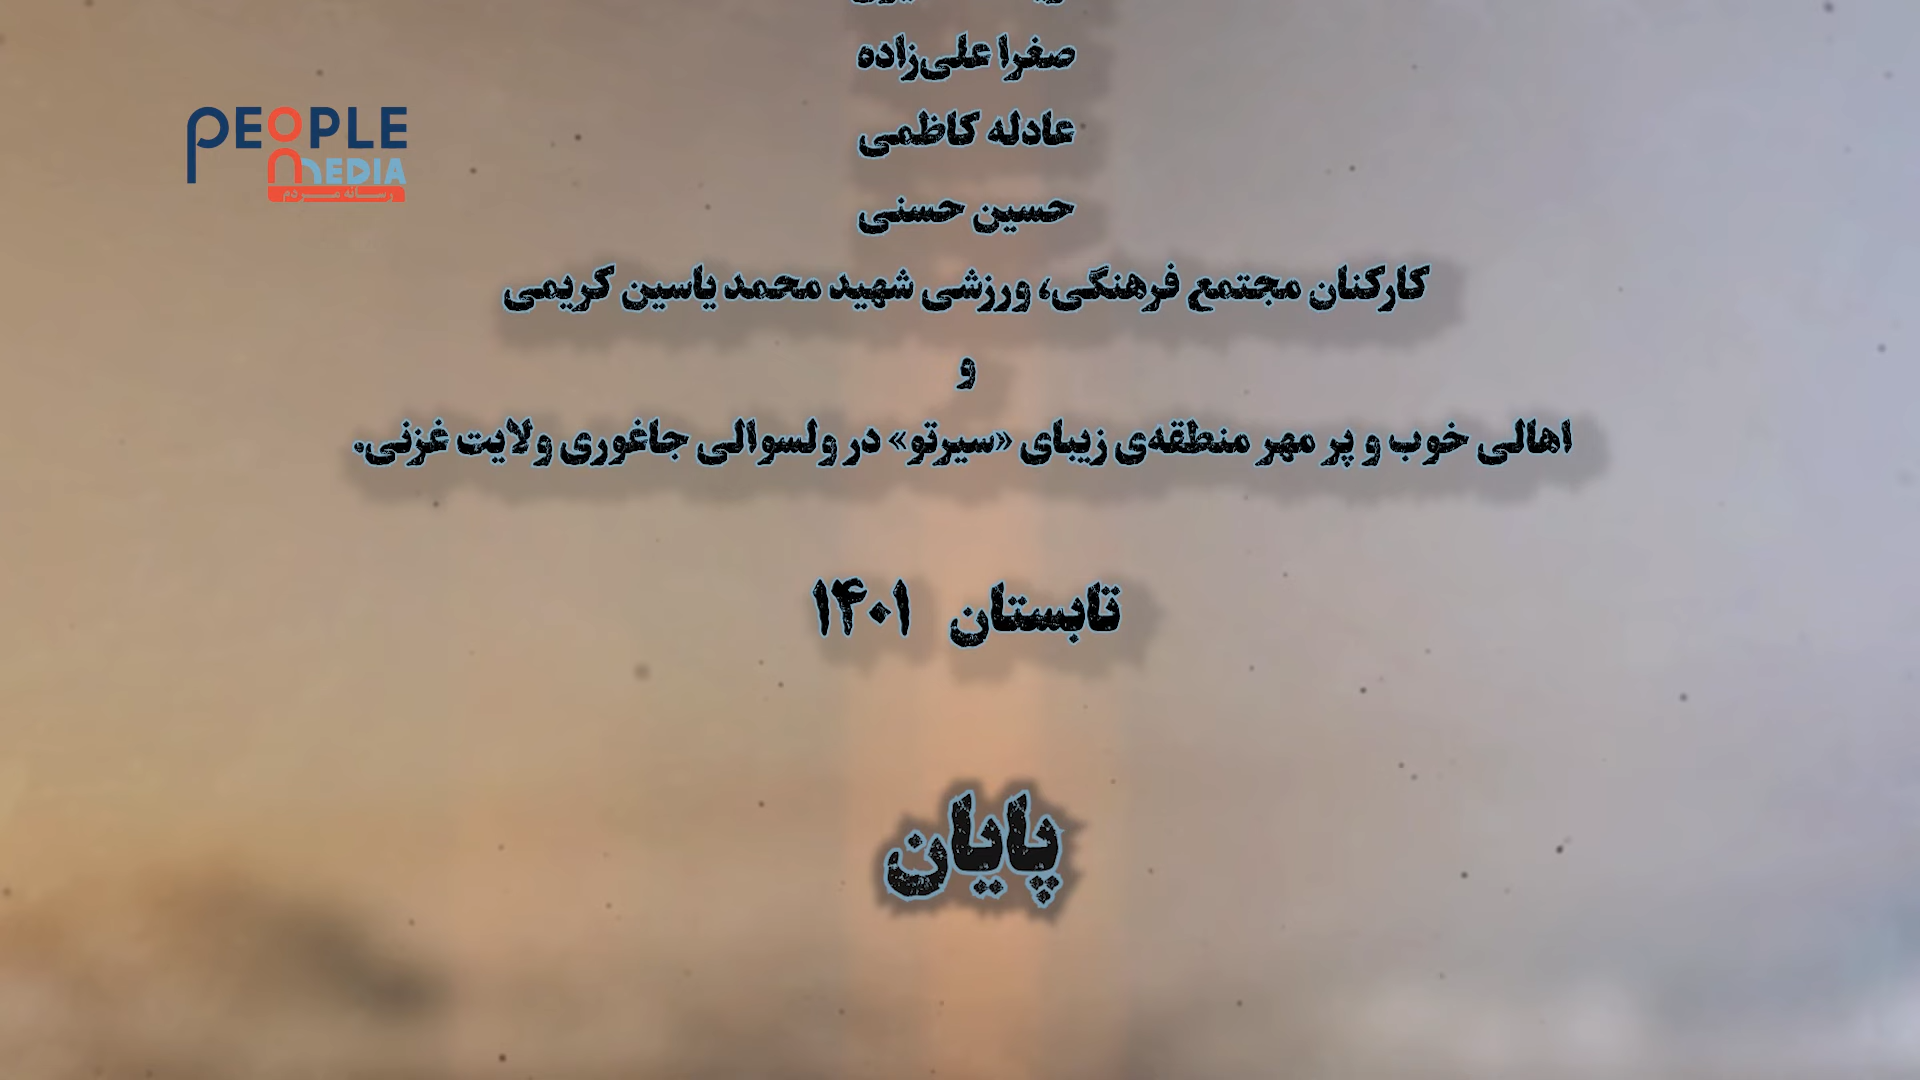 صغرا علی‌زاده
PEOPLE
MEDIA
رسانه مردم
عادله کاظمی
حسین حسنی
کارکنان مجتمع فرهنگی، ورزشی شهید محمد یاسین کریمی
و
اهالی خوب و پر مهر منطقه‌ی زیبای «سیرتو» در ولسوالی جاغوری ولایت غزنی.
تابستان ۱۴۰۱
پایان